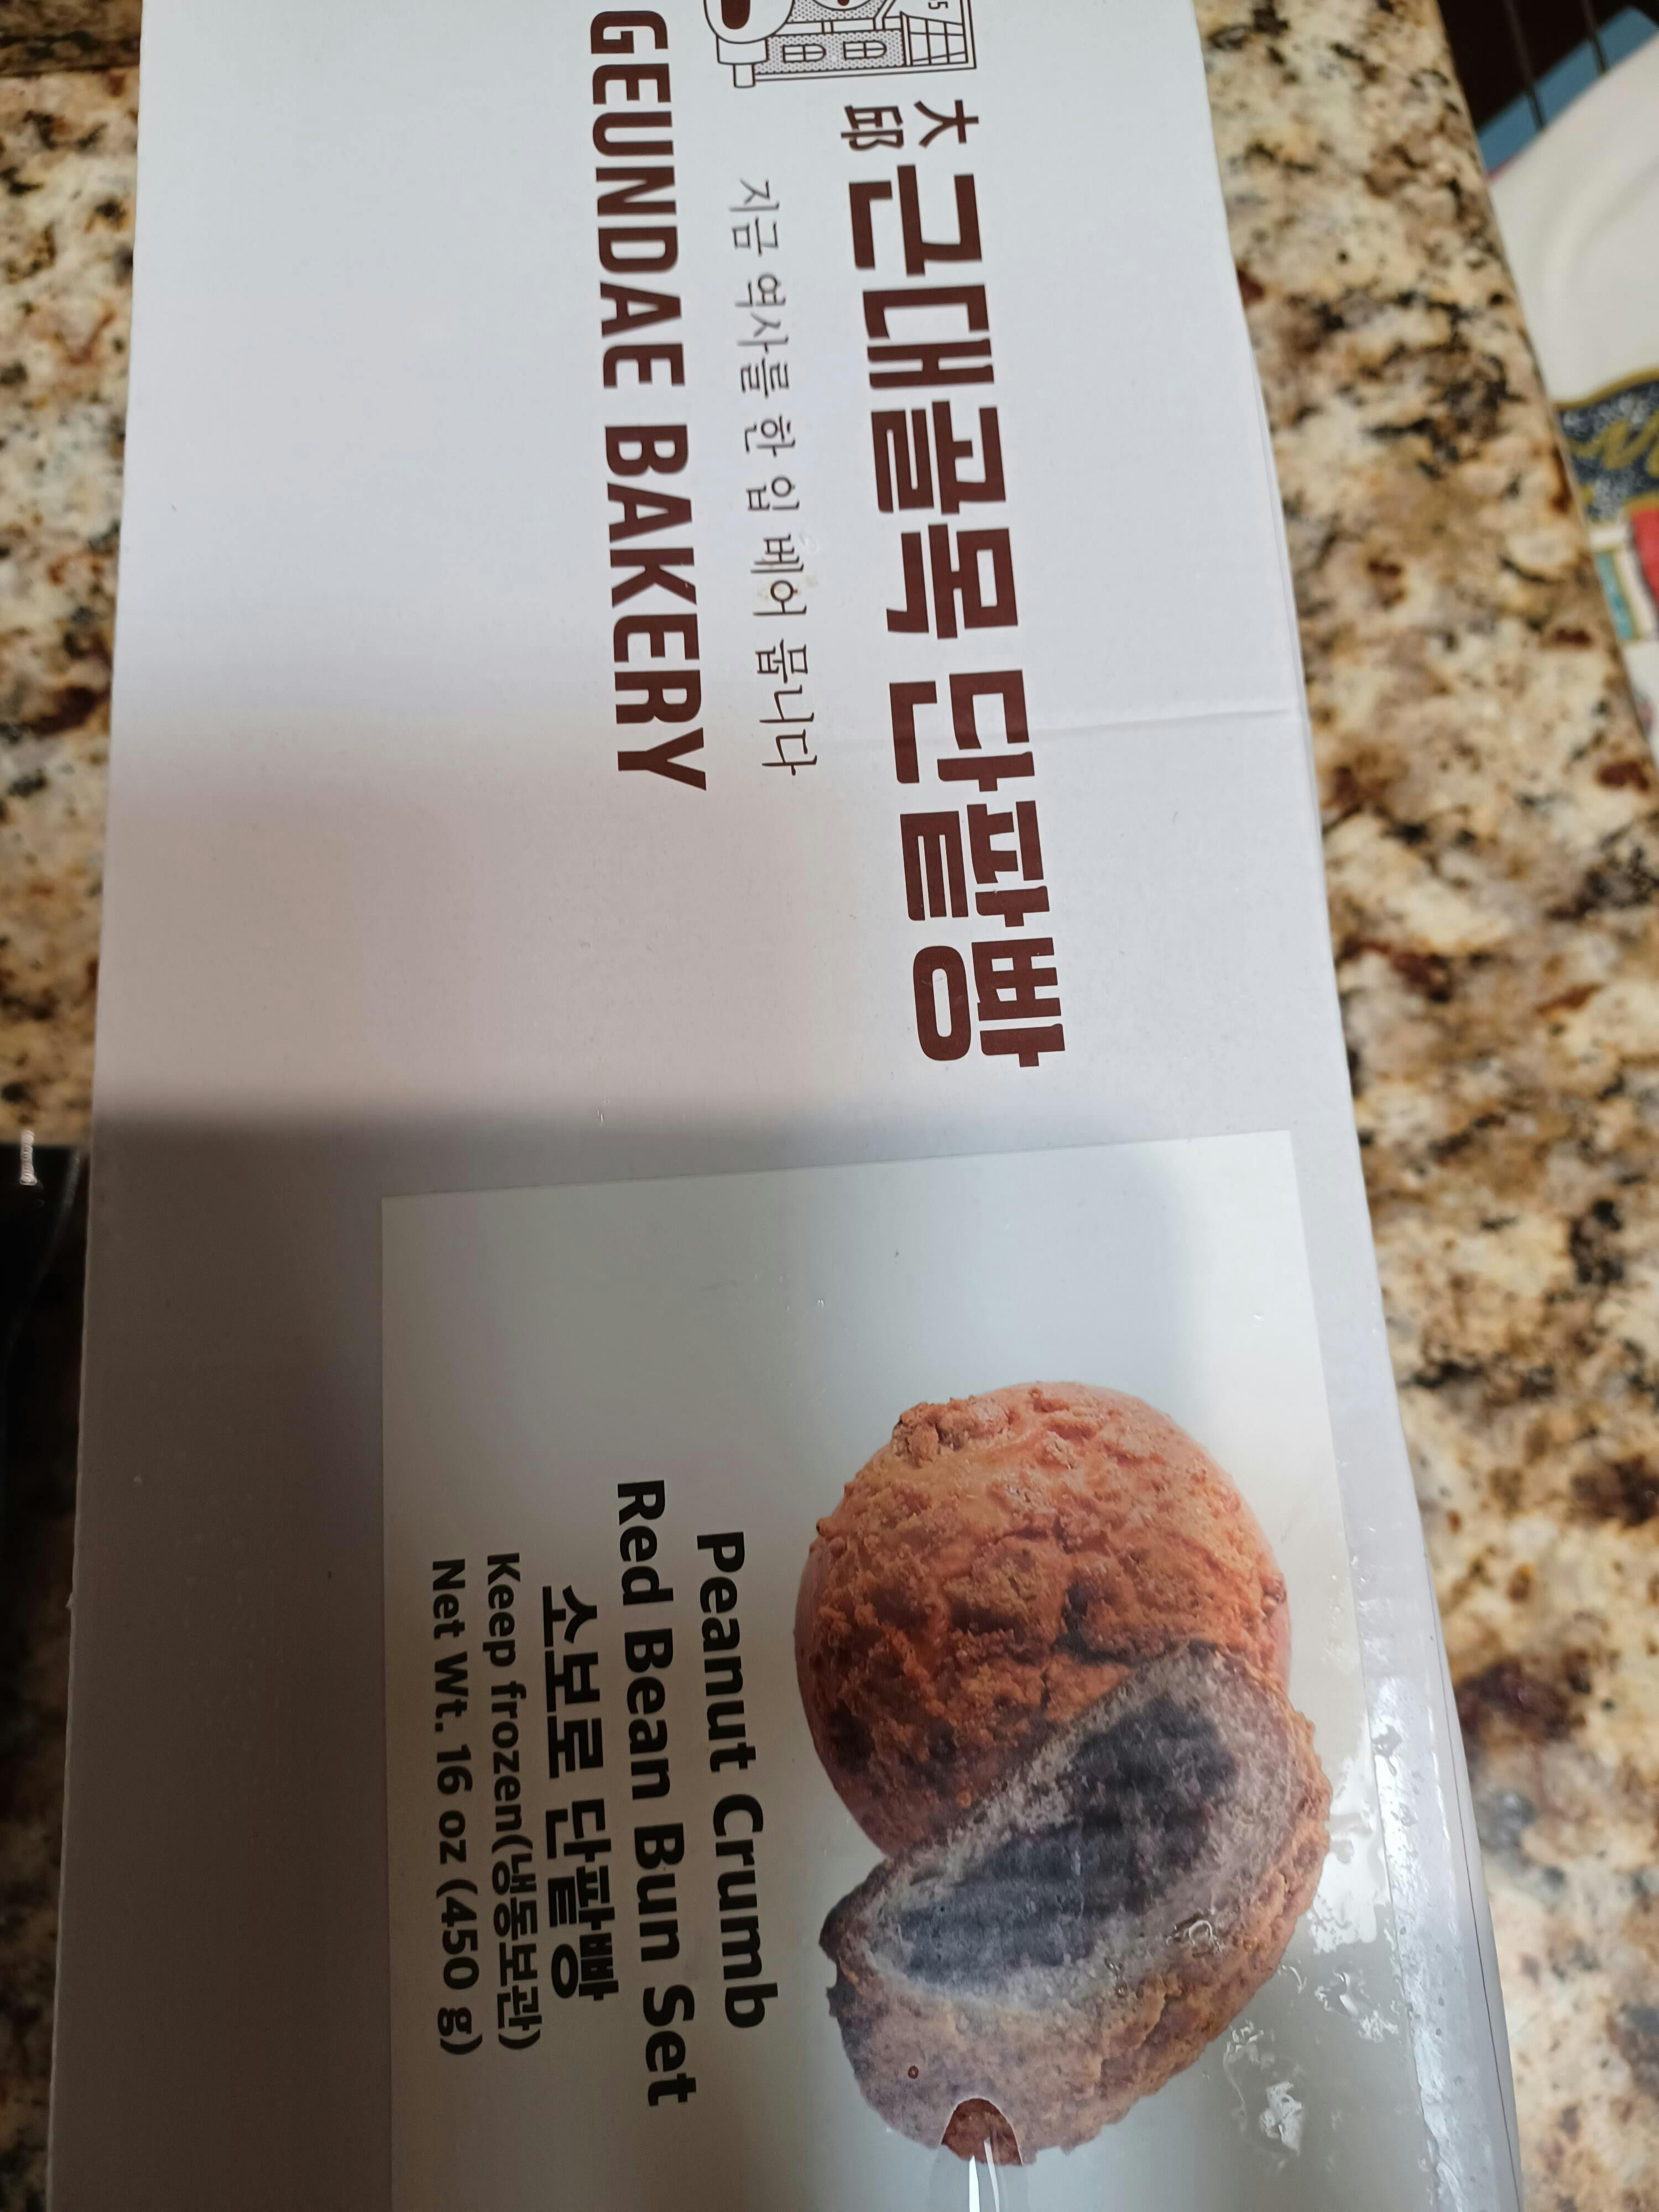 大邱
근대골목 단팥빵
지금 역사를 한 입 베어 뭅니다
GEUNDAE BAKERY
Peanut Crumb
Red Bean Bun Set
소보로 단팥빵
Keep frozen(냉동보관)
Net Wt. 16 oz (450 g)